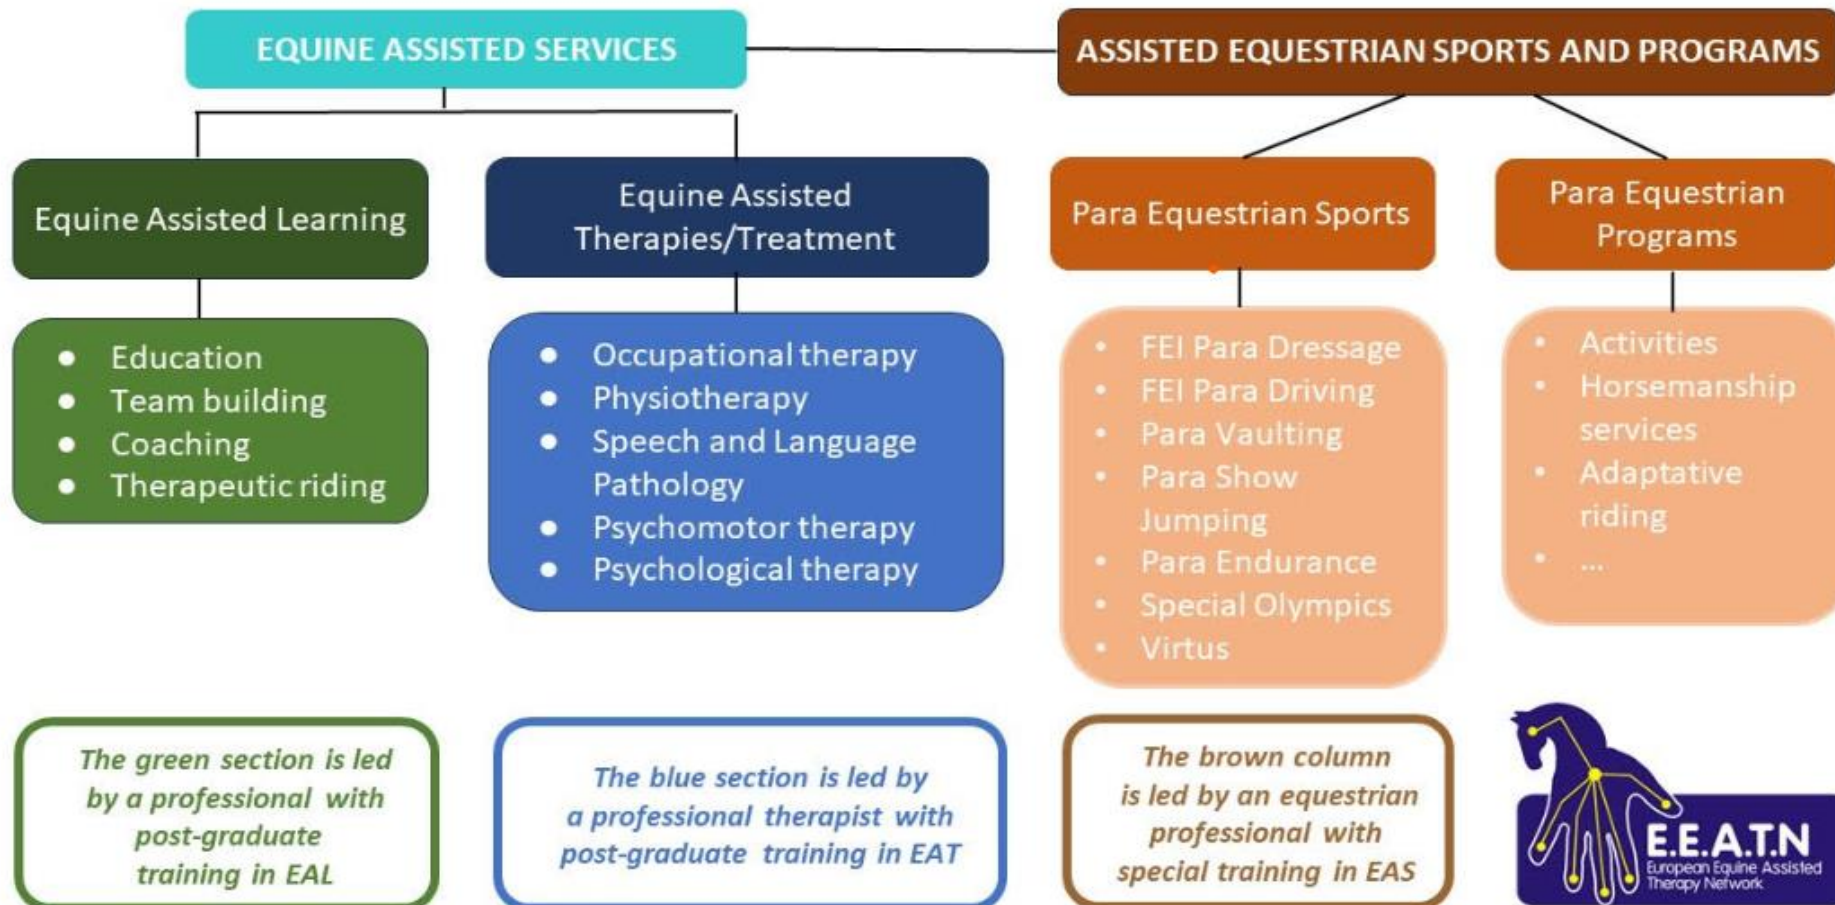 EQUINE ASSISTED SERVICES
ASSISTED EQUESTRIAN SPORTS AND PROGRAMS
Equine Assisted Learning
Equine Assisted
Therapies/Treatment
Para Equestrian Sports
Para Equestrian
Programs
● Education
● Team building
● Coaching
● Therapeutic riding
● Occupational therapy
● Physiotherapy
● Speech and Language
Pathology
● Psychomotor therapy
● Psychological therapy
• FEI Para Dressage
• FEI Para Driving
• Para Vaulting
• Para Show
Jumping
• Para Endurance
• Special Olympics
• Virtus
• Activities
• Horsemanship
services
• Adaptative
riding
• ...
The green section is led
by a professional with
post-graduate
training in EAL
The blue section is led by
a professional therapist with
post-graduate training in EAT
The brown column
is led by an equestrian
professional with
special training in EAS
E.E.A.T.N
European Equine Assisted
Therapy Network